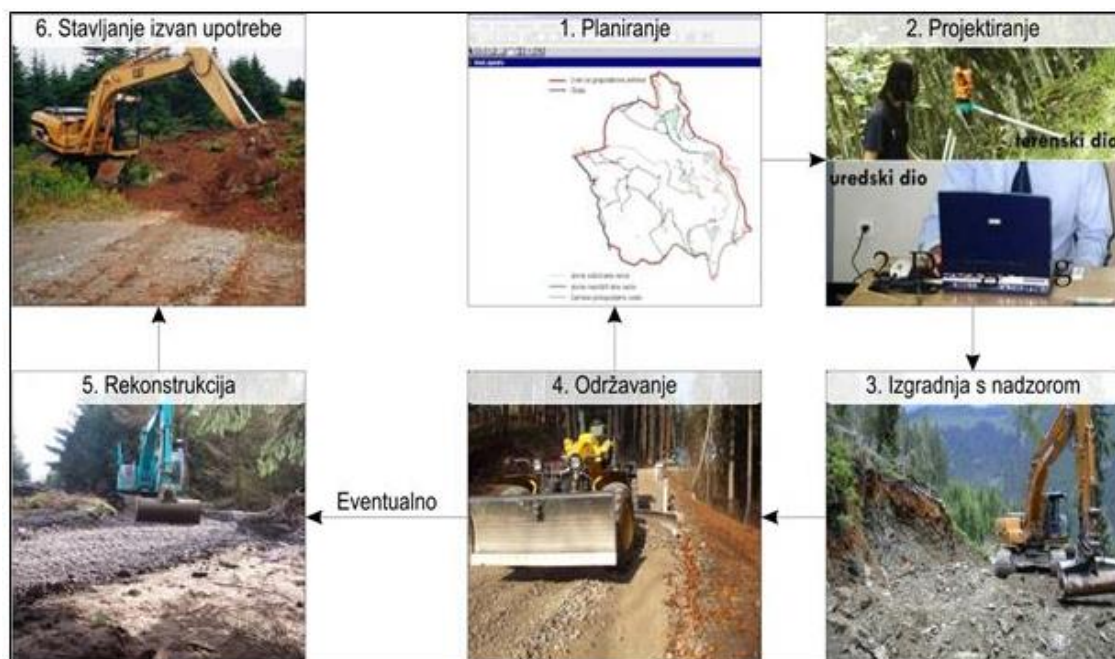 6. Stavljanje izvan upotrebe
1. Planiranje
2. Projektiranje
terenski dio
uredski dio
5. Rekonstrukcija
4. Održavanje
3. Izgradnja s nadzorom
Eventualno